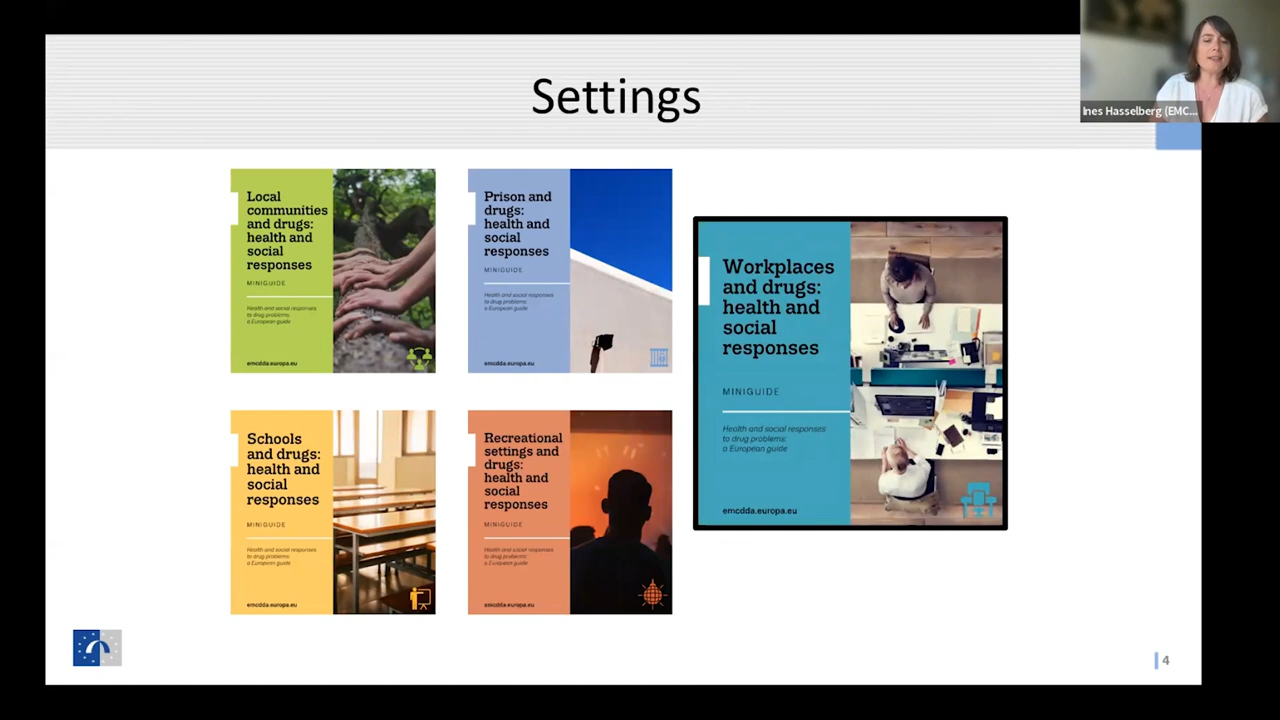 Settings
Ines Hasselberg (EMC...
Local
communities
and drugs:
health and
social
responses
MINIGUIDE
Health and social responses
to drug problems:
a European guide
emcdda.europa.eu
Prison and
drugs:
health and
social
responses
MINIGUIDE
Health and social responses
to drug problems:
a European guide
emcdda.europa.eu
Workplaces
and drugs:
health and
social
responses
MINIGUIDE
Health and social responses
to drug problems:
a European guide
emcdda.europa.eu
Schools
and drugs:
health and
social
responses
MINIGUIDE
Health and social responses
to drug problems:
a European guide
emcdda.europa.eu
Recreational
settings and
drugs:
health and
social
responses
MINIGUIDE
Health and social responses
to drug problems:
a European guide
emcdda.europa.eu
4